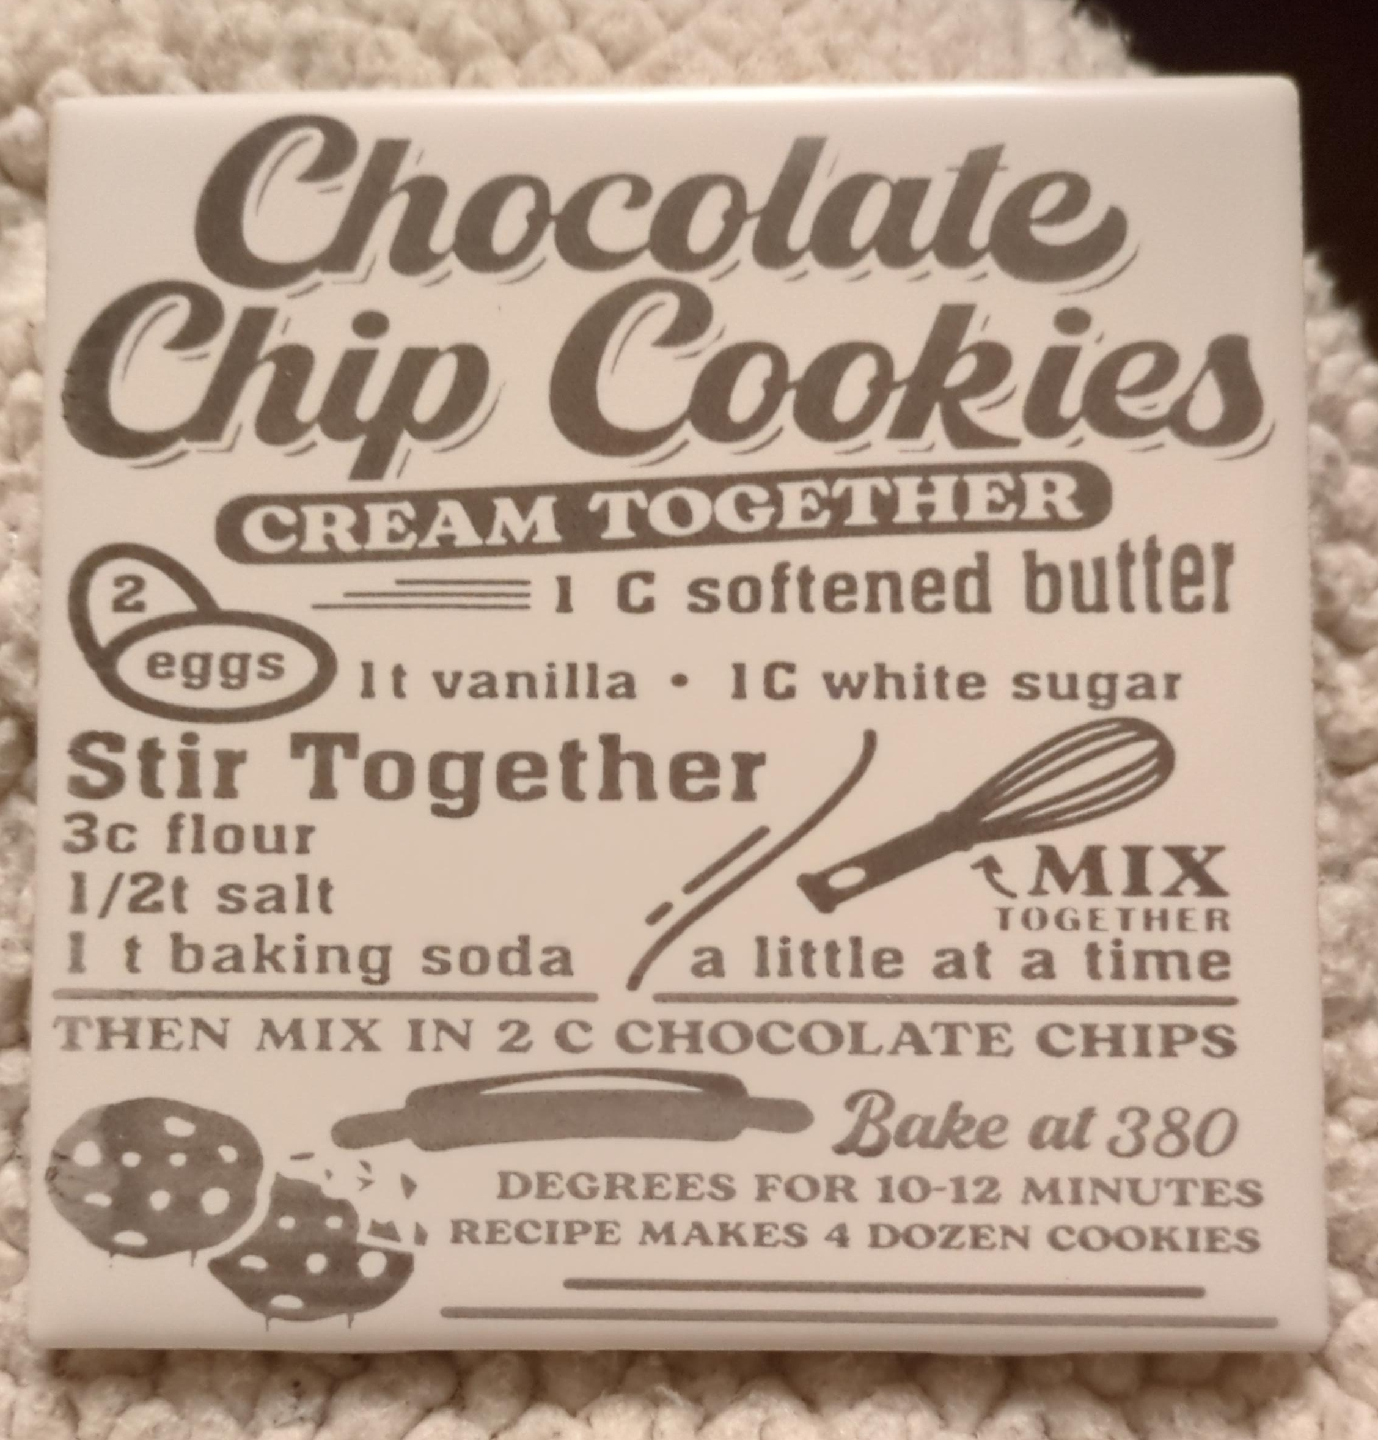 Chocolate
Chip Cookies
CREAM TOGETHER
2
eggs
1 C softened butter
1t vanilla • 1C white sugar
Stir Together
3c flour
1/2t salt
1 t baking soda
MIX
TOGETHER
a little at a time
THEN MIX IN 2 C CHOCOLATE CHIPS
Bake at 380
DEGREES FOR 10-12 MINUTES
RECIPE MAKES 4 DOZEN COOKIES